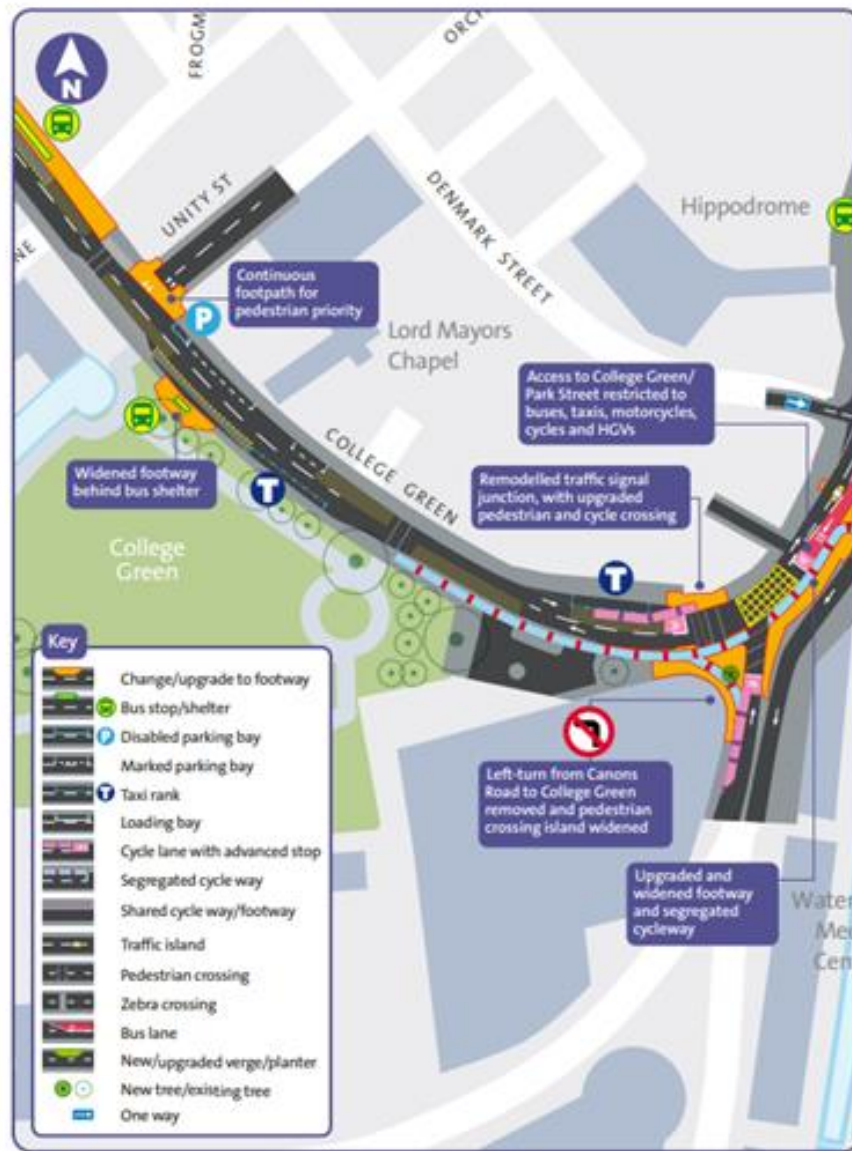 N
FROGM
ORCH
UNITY ST
DENMARK STREET
Hippodrome
NE
Continuous
footpath for
pedestrian priority
P
Lord Mayors
Chapel
Access to College Green/
Park Street restricted to
buses, taxis, motorcycles,
cycles and HGVs
COLLEGE GREEN
Widened footway
behind bus shelter
T
Remodelled traffic signal
junction, with upgraded
pedestrian and cycle crossing
College
Green
T
Key
Change/upgrade to footway
Bus stop/shelter
P
Disabled parking bay
Marked parking bay
T
Taxi rank
Loading bay
Cycle lane with advanced stop
Segregated cycle way
Shared cycle way/footway
Traffic island
Pedestrian crossing
Zebra crossing
Bus lane
New/upgraded verge/planter
New tree/existing tree
One way
Left-turn from Canons
Road to College Green
removed and pedestrian
crossing island widened
Upgraded and
widened footway
and segregated
cycleway
Water
Me
Cen